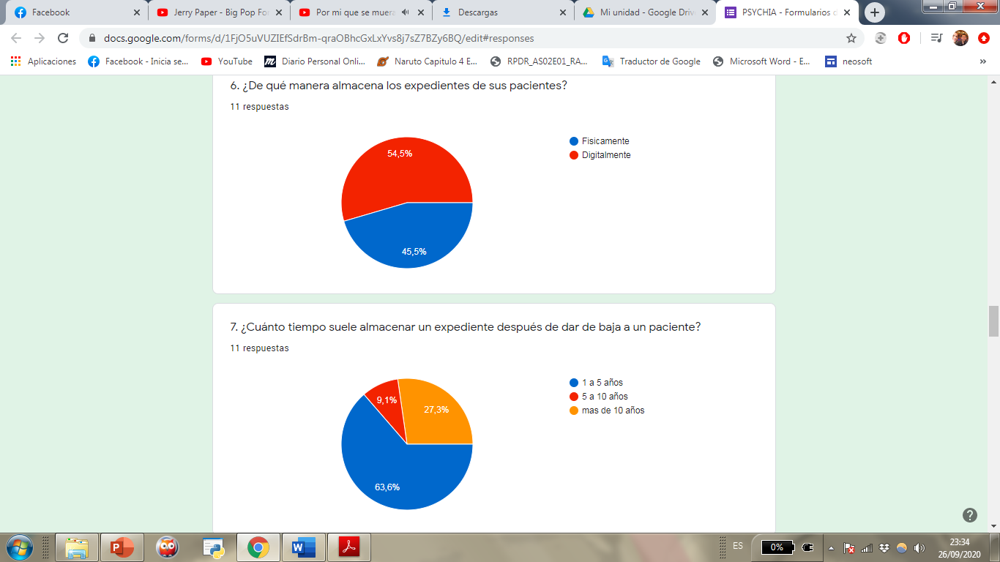 Facebook
Jerry Paper - Big Pop Fo
Por mi que se muera
Descargas
Mi unidad - Google Driv
PSYCHIA - Formularios d
docs.google.com/forms/d/1FjO5uVUZIEfSdrBm-qraOBhcGxLxYvs8j7sZ7BZy6BQ/edit#responses
Aplicaciones
Facebook - Inicia se...
YouTube
Diario Personal Onli...
Naruto Capitulo 4 E...
RPDR_AS02E01_RA...
Traductor de Google
Microsoft Word - E...
neosoft
»
6. ¿De qué manera almacena los expedientes de sus pacientes?
11 respuestas
Fisicamente
Digitalmente
54,5%
45,5%
7. ¿Cuánto tiempo suele almacenar un expediente después de dar de baja a un paciente?
11 respuestas
1 a 5 años
5 a 10 años
mas de 10 años
9,1%
27,3%
63,6%
ES
0%
23:34
26/09/2020